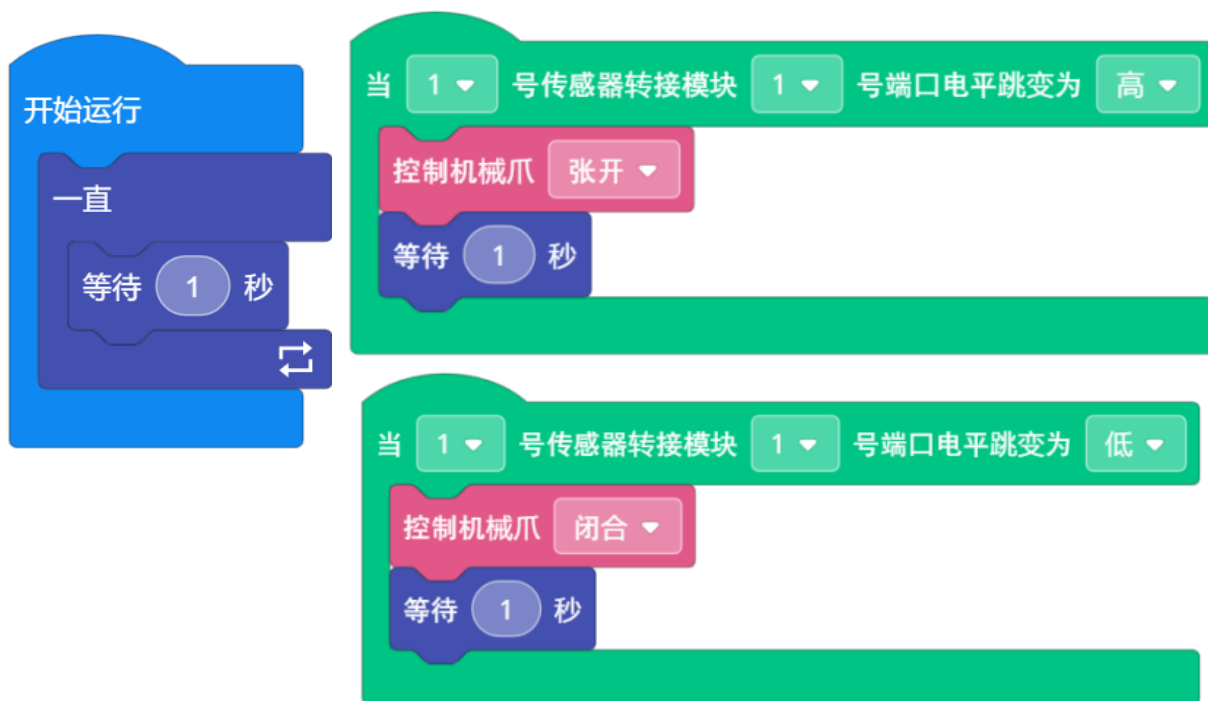 开始运行
一直
等待 1 秒
当 1 号传感器转接模块 1 号端口电平跳变为 高
控制机械爪 张开
等待 1 秒
当 1 号传感器转接模块 1 号端口电平跳变为 低
控制机械爪 闭合
等待 1 秒